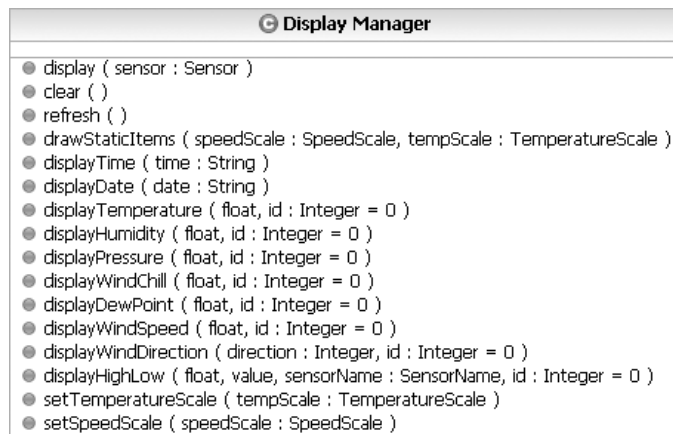 C Display Manager
display ( sensor : Sensor )
clear ( )
refresh ( )
drawStaticItems ( speedScale : SpeedScale, tempScale : TemperatureScale )
displayTime ( time : String )
displayDate ( date : String )
displayTemperature ( float, id : Integer = 0 )
displayHumidity ( float, id : Integer = 0 )
displayPressure ( float, id : Integer = 0 )
displayWindChill ( float, id : Integer = 0 )
displayDewPoint ( float, id : Integer = 0 )
displayWindSpeed ( float, id : Integer = 0 )
displayWindDirection ( direction : Integer, id : Integer = 0 )
displayHighLow ( float, value, sensorName : SensorName, id : Integer = 0 )
setTemperatureScale ( tempScale : TemperatureScale )
setSpeedScale ( speedScale : SpeedScale )